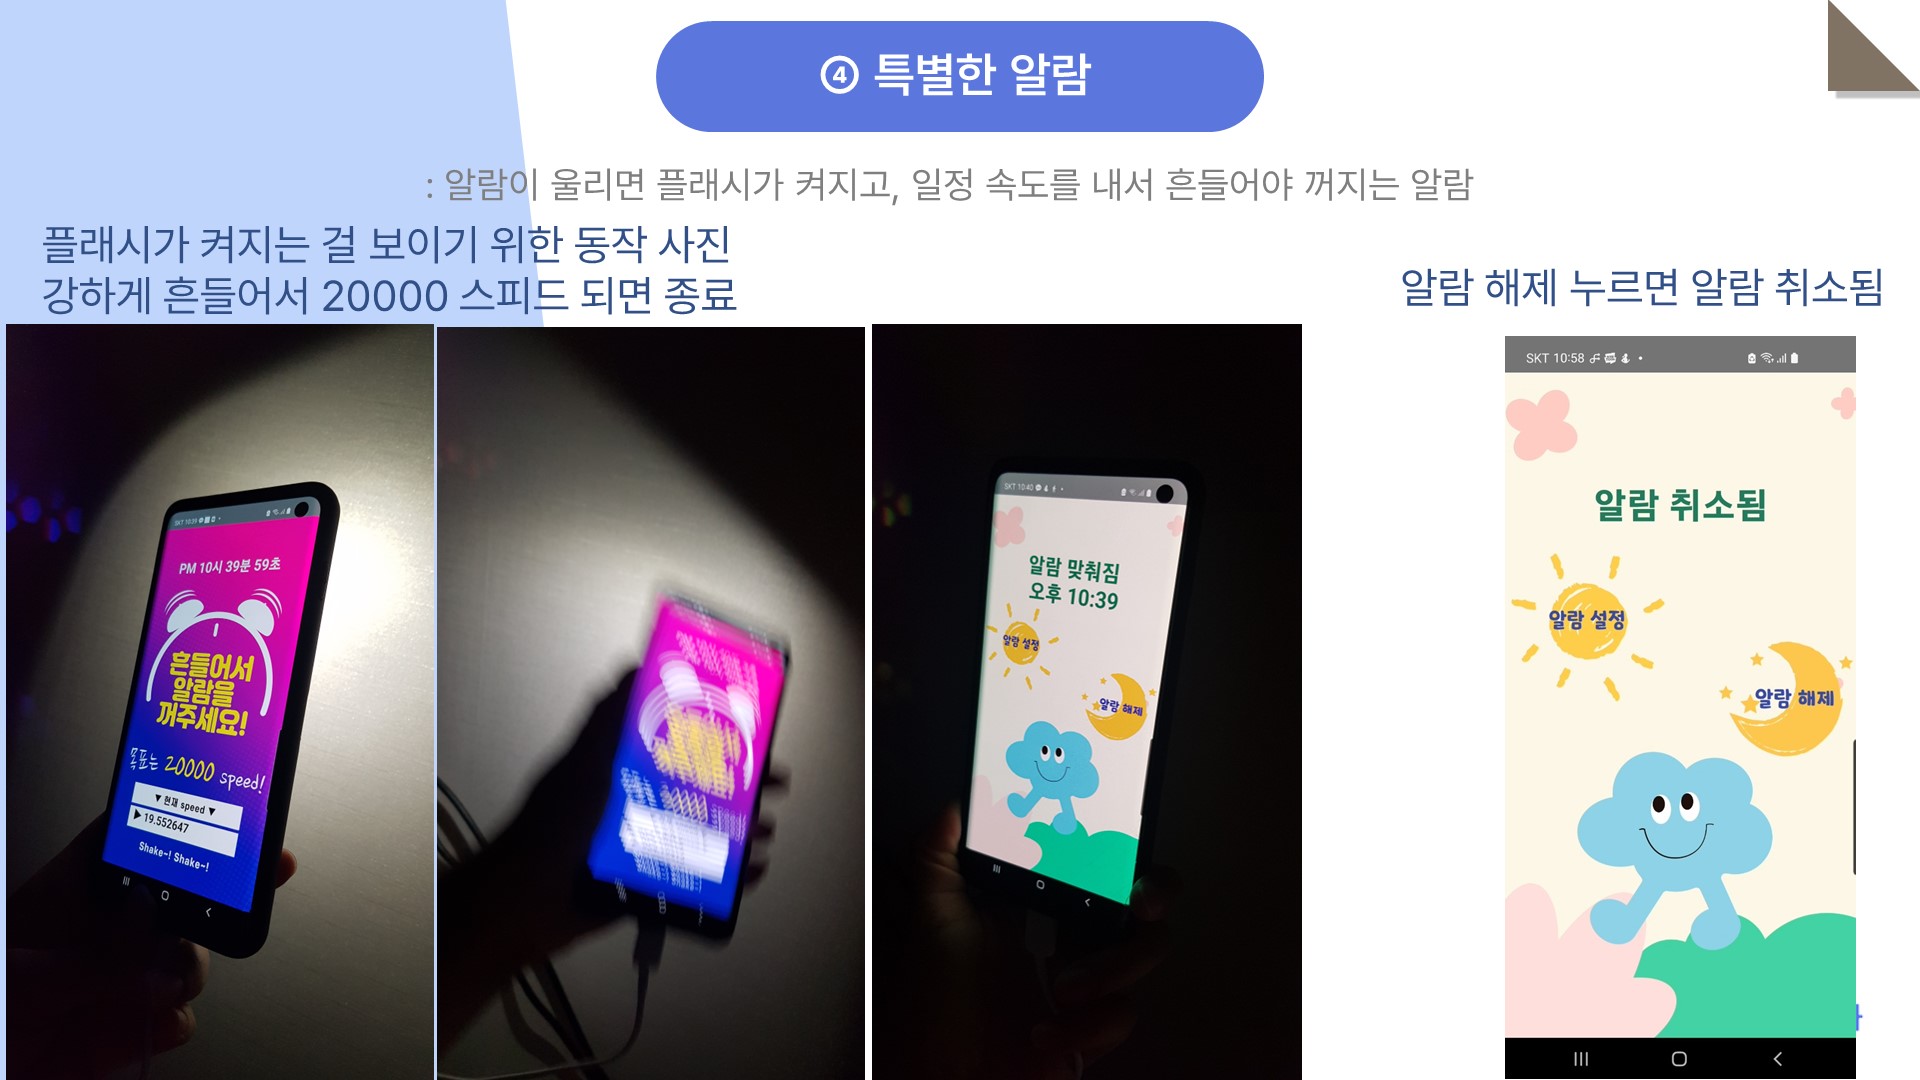 ④ 특별한 알람
: 알람이 울리면 플래시가 켜지고, 일정 속도를 내서 흔들어야 꺼지는 알람
플래시가 켜지는 걸 보이기 위한 동작 사진
강하게 흔들어서 20000 스피드 되면 종료
알람 해제 누르면 알람 취소됨
SKT 10:39
PM 10시 39분 59초
흔들어서
알람을
꺼주세요!
목표는 20000 speed!
▼ 현재 speed ▼
▶ 19.552647
Shake~! Shake~!
SKT 10:40
알람 맞춰짐
오후 10:39
알람 설정
알람 해제
SKT 10:58
알람 취소됨
알람 설정
알람 해제